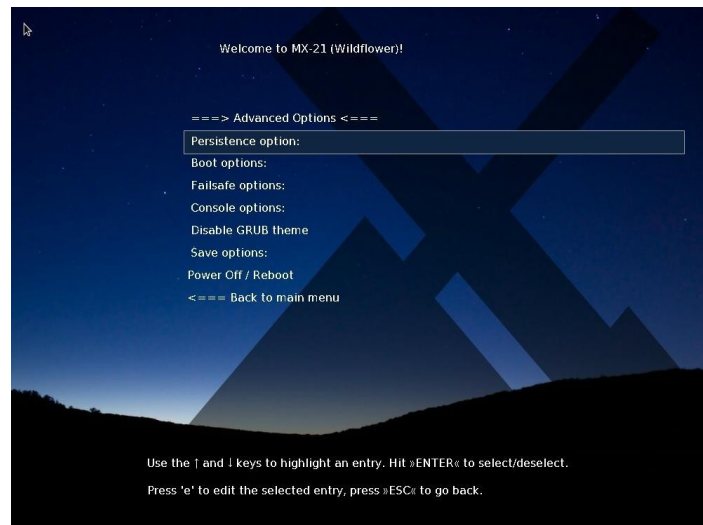 Welcome to MX-21 (Wildflower)!
===> Advanced Options <===
Persistence option:
Boot options:
Failsafe options:
Console options:
Disable GRUB theme
Save options:
Power Off / Reboot
<=== Back to main menu
Use the ↑ and ↓ keys to highlight an entry. Hit »ENTER« to select/deselect.
Press 'e' to edit the selected entry, press »ESC« to go back.